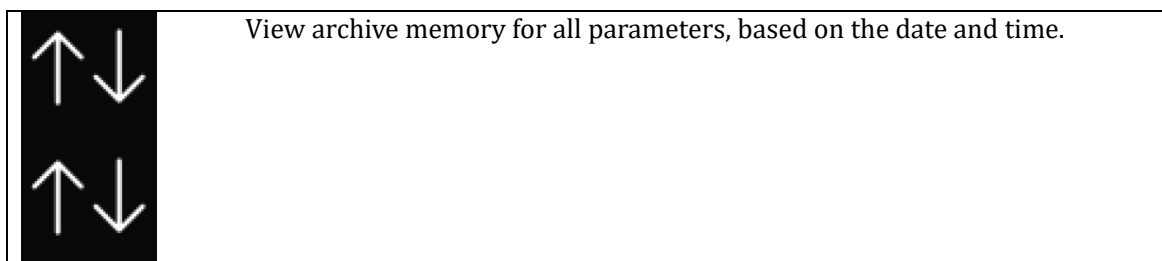 View archive memory for all parameters, based on the date and time.